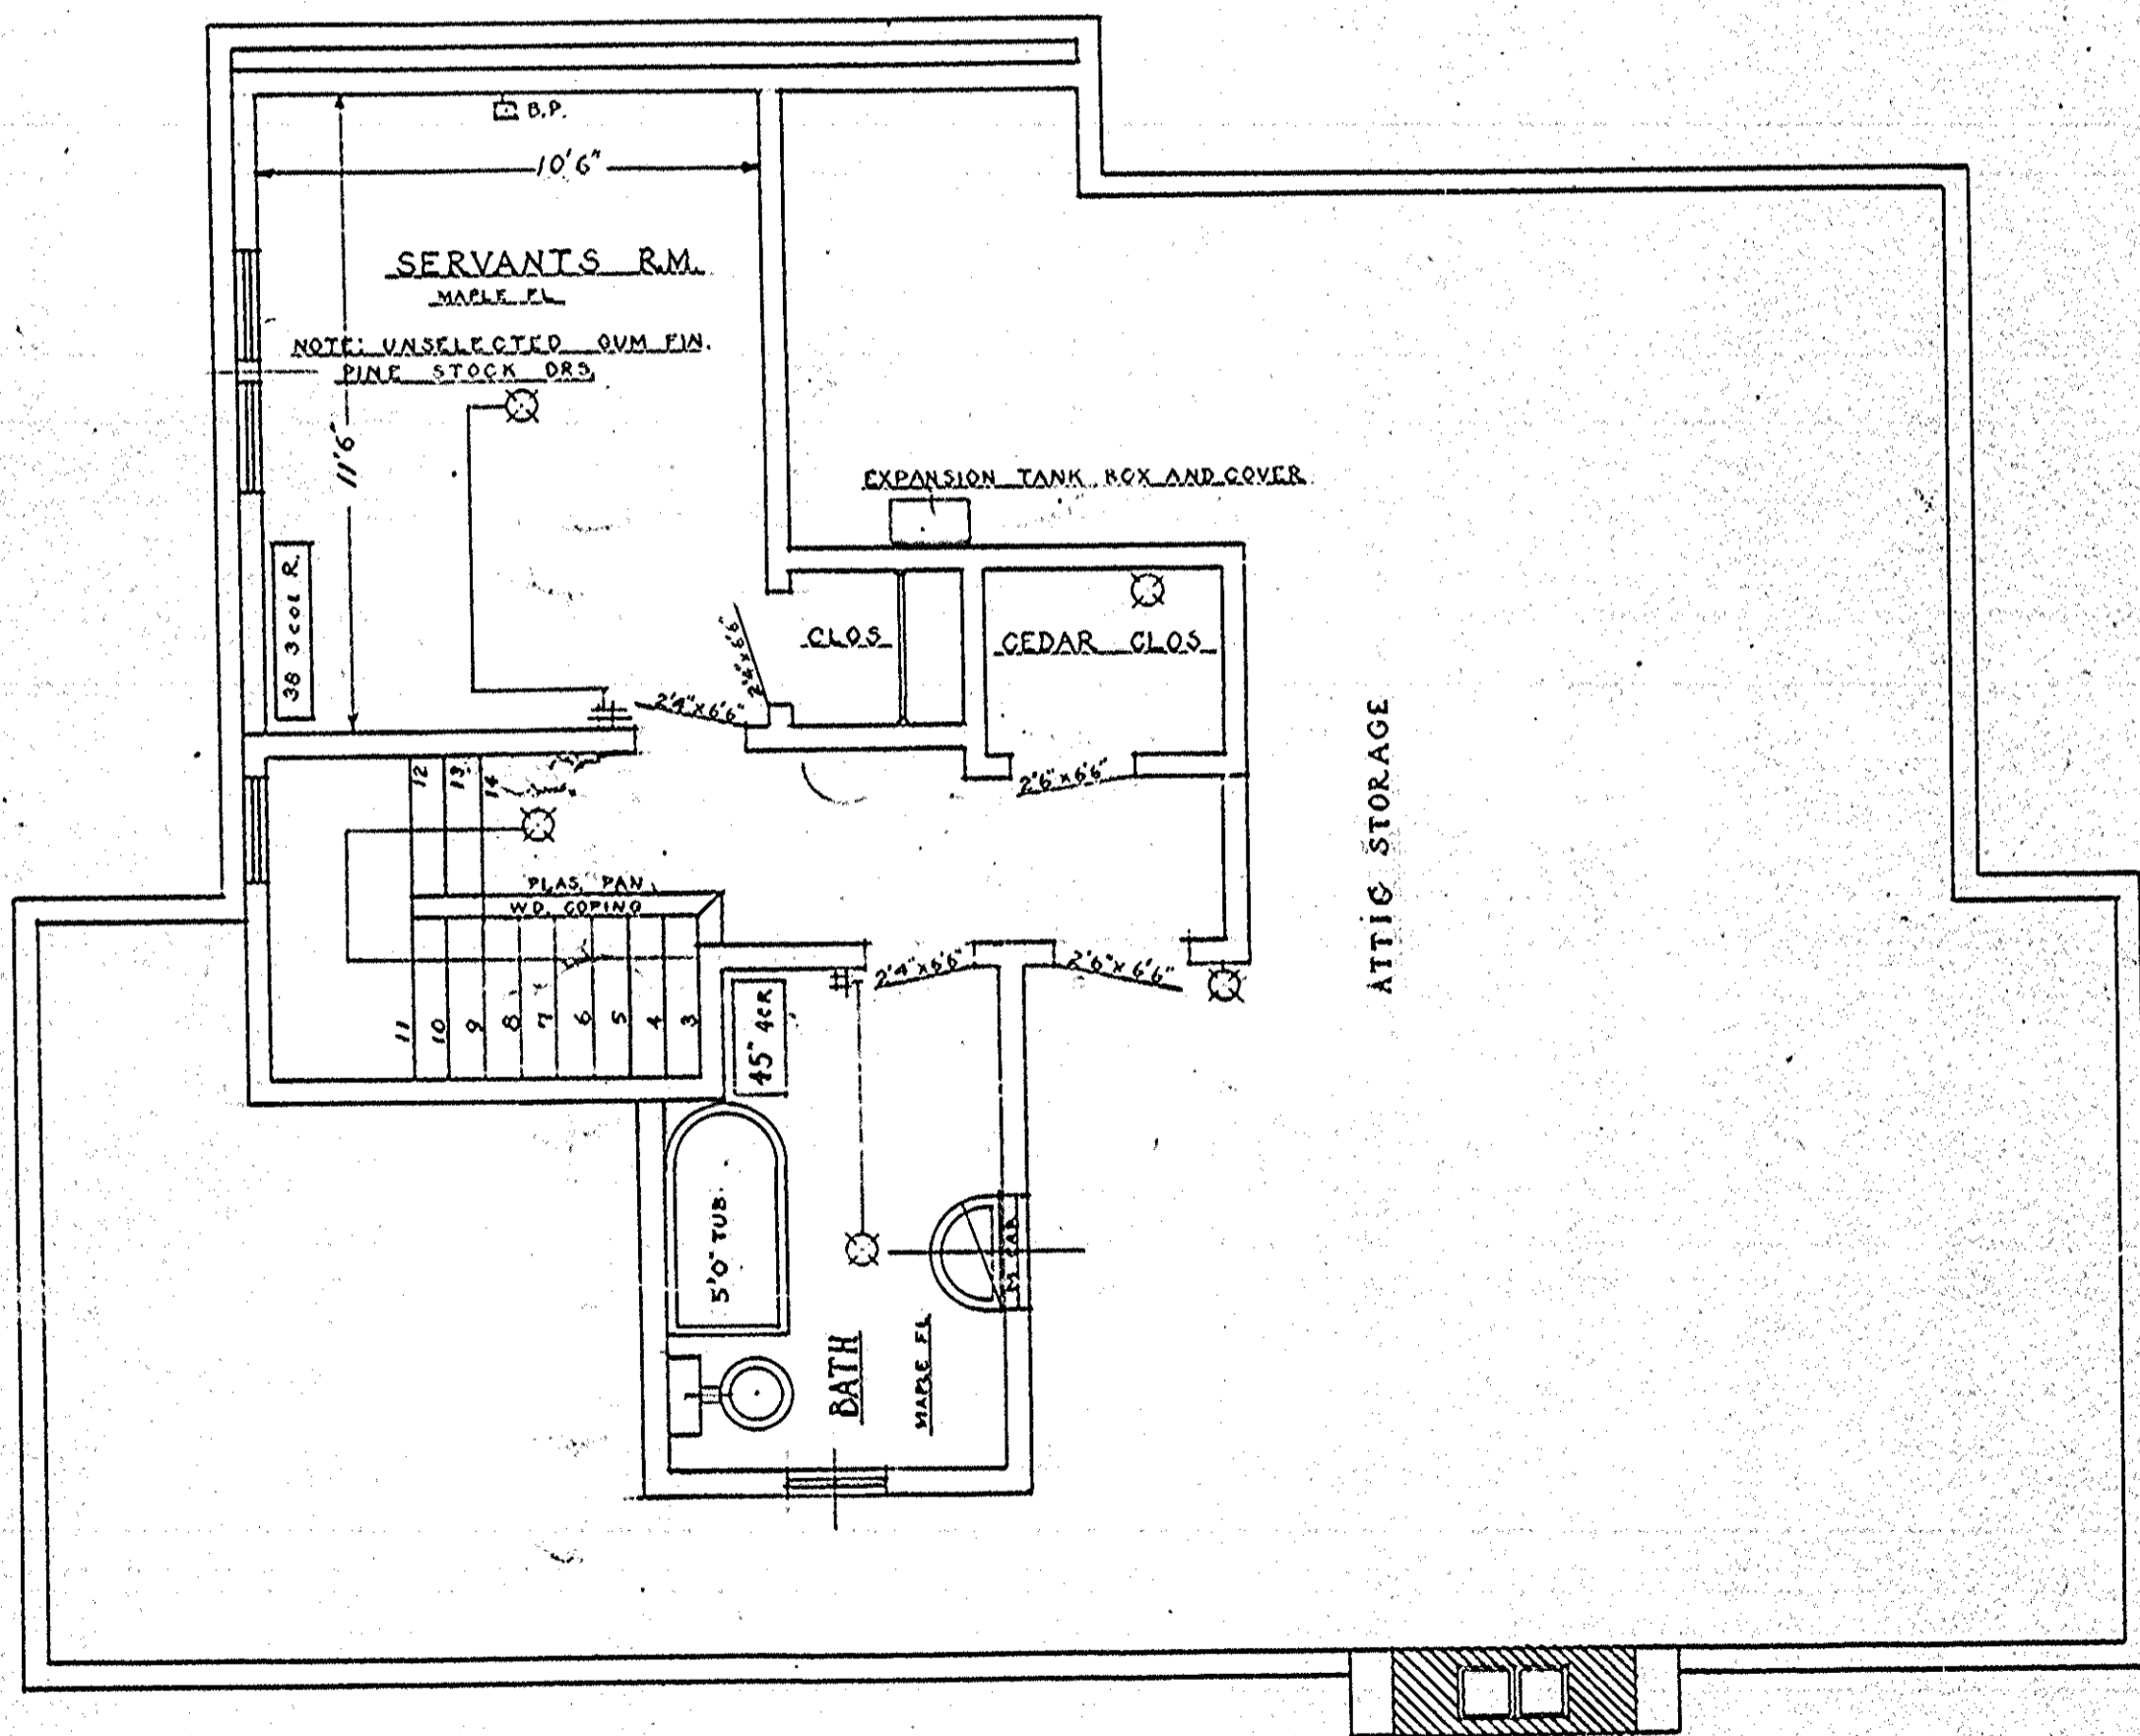 B.P.
10'6"
SERVANTS RM.
MAPLE FL
NOTE: UNSELECTED GUM FIN.
PINE STOCK DRS.
11'6"
38 3 COL R.
EXPANSION TANK BOX AND COVER
CLOS
CEDAR CLOS
2'4"x6'6"
2'4"x6'6"
2'6"x6'6"
ATTIC STORAGE
12
13
14
PLAS. PAN.
WD. COPING
11
10
9
8
7
6
5
4
3
2'4"x6'6"
2'6"x6'6"
45" 4CR
5'0" TUB.
M. CAB
BATH
MAPLE FL